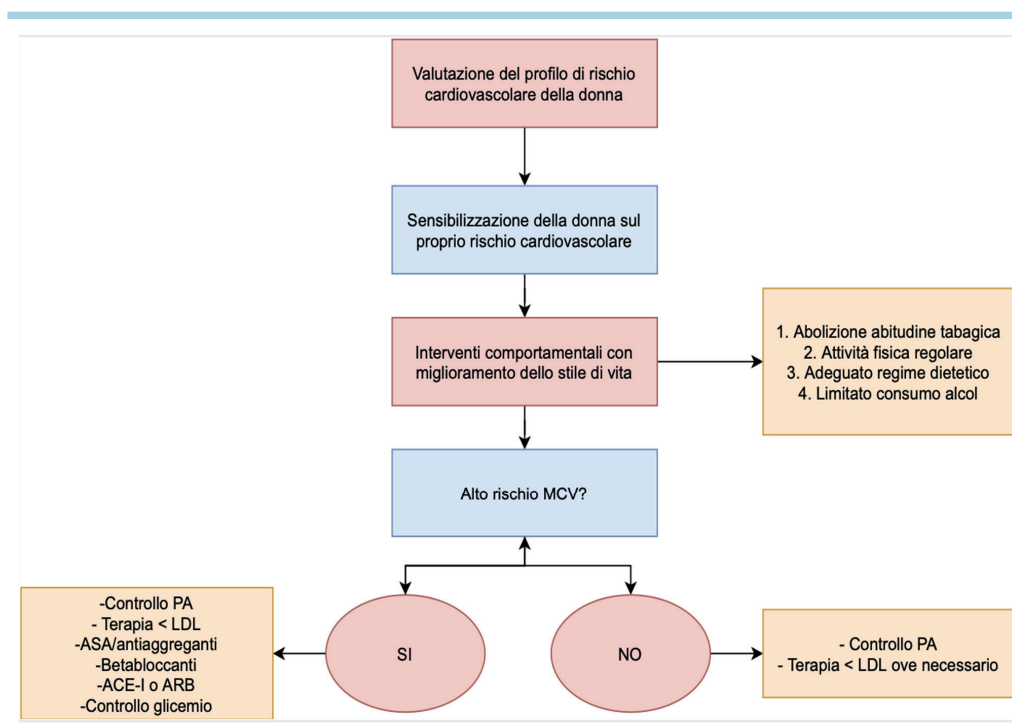 Valutazione del profilo di rischio
cardiovascolare della donna
Sensibilizzazione della donna sul
proprio rischio cardiovascolare
Interventi comportamentali con
miglioramento dello stile di vita
1. Abolizione abitudine tabagica
2. Attività fisica regolare
3. Adeguato regime dietetico
4. Limitato consumo alcol
Alto rischio MCV?
-Controllo PA
- Terapia < LDL
-ASA/antiaggreganti
-Betabloccanti
-ACE-I o ARB
-Controllo glicemio
SI
NO
- Controllo PA
- Terapia < LDL ove necessario